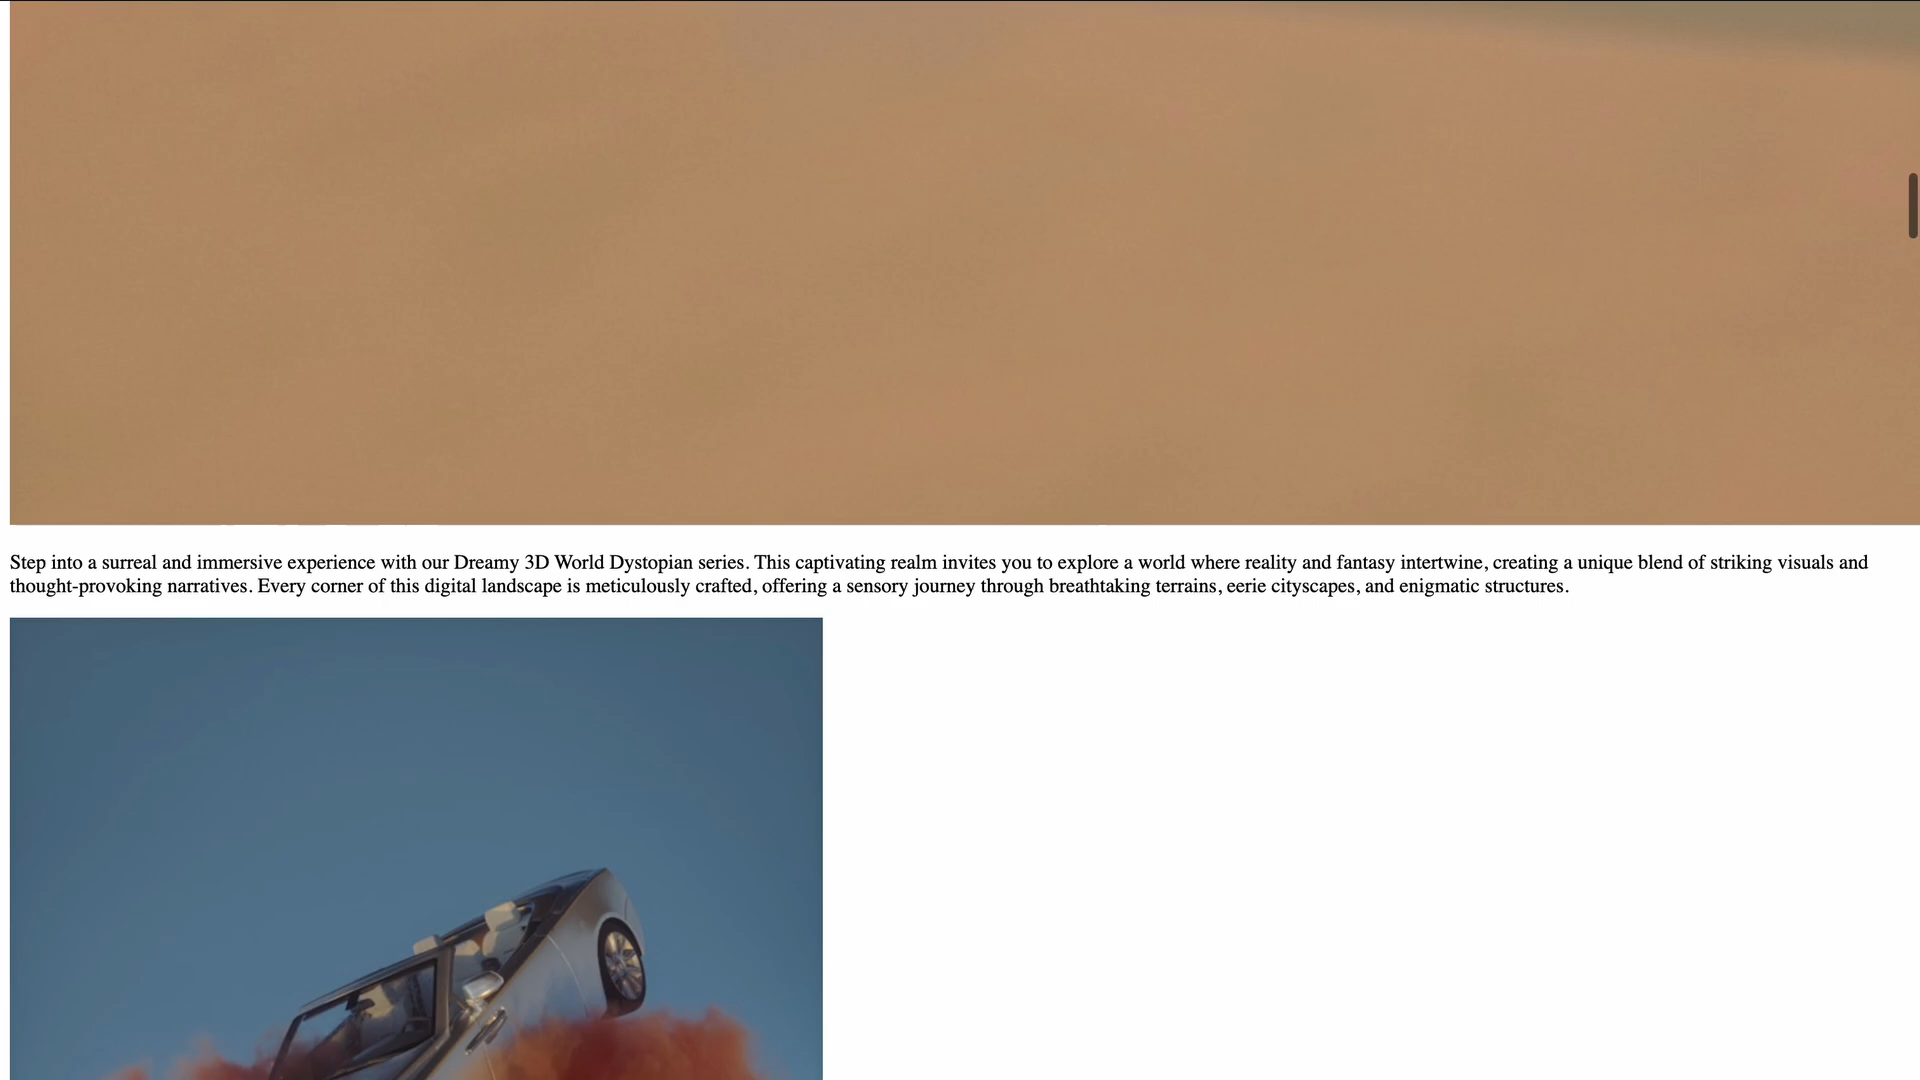 Step into a surreal and immersive experience with our Dreamy 3D World Dystopian series. This captivating realm invites you to explore a world where reality and fantasy intertwine, creating a unique blend of striking visuals and
thought-provoking narratives. Every corner of this digital landscape is meticulously crafted, offering a sensory journey through breathtaking terrains, eerie cityscapes, and enigmatic structures.